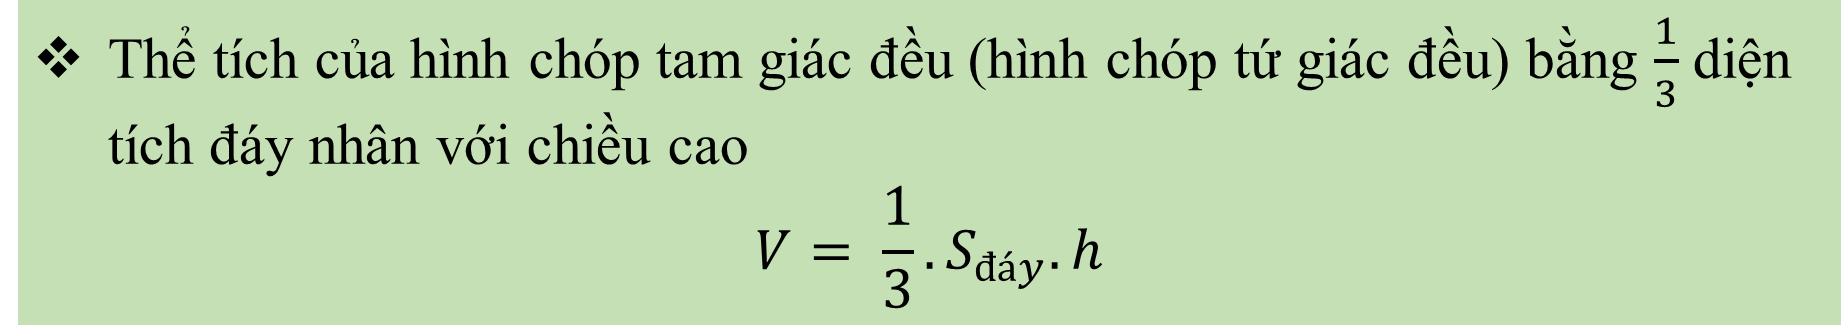 ❖ Thể tích của hình chóp tam giác đều (hình chóp tứ giác đều) bằng 1/3 diện
tích đáy nhân với chiều cao
V = 1/3 . S đáy . h